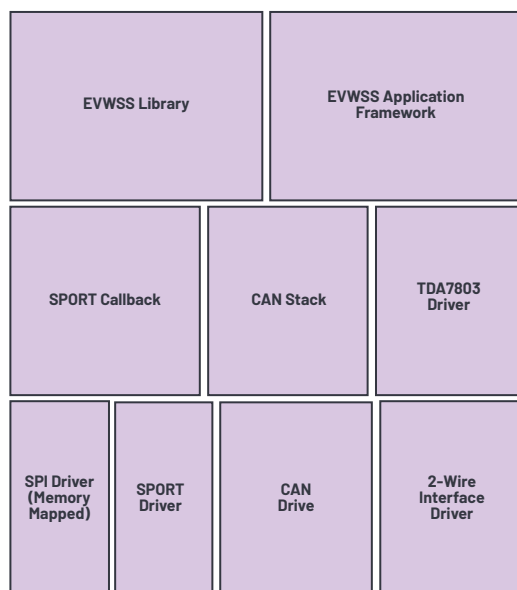 EVWSS Library
EVWSS Application
Framework
SPORT Callback
CAN Stack
TDA7803
Driver
SPI Driver
(Memory
Mapped)
SPORT
Driver
CAN
Drive
2-Wire
Interface
Driver